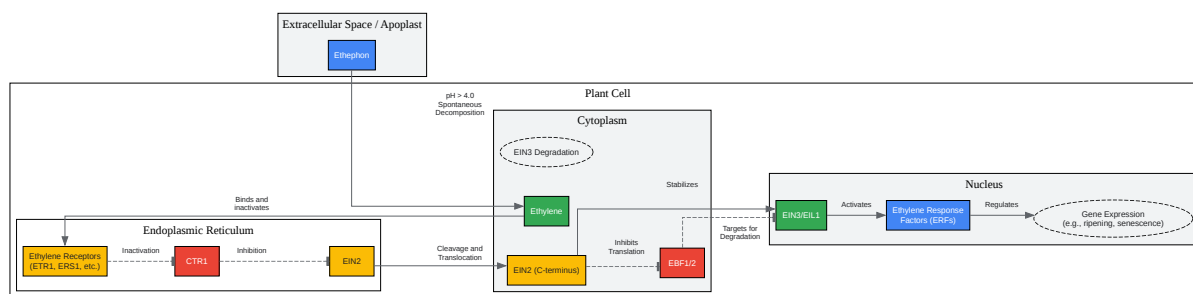 Extracellular Space / Apoplast
Ethephon
Plant Cell
pH > 4.0
Spontaneous
Decomposition
Cytoplasm
EIN3 Degradation
Stabilizes
Nucleus
Binds and
inactivates
Ethylene
EIN3/EIL1
Activates
Ethylene Response
Factors (ERFs)
Regulates
Gene Expression
(e.g., ripening, senescence)
Endoplasmic Reticulum
Targets for
Degradation
Ethylene Receptors
(ETR1, ERS1, etc.)
Inactivation
CTR1
Inhibition
EIN2
Cleavage and
Translocation
EIN2 (C-terminus)
Inhibits
Translation
EBF1/2